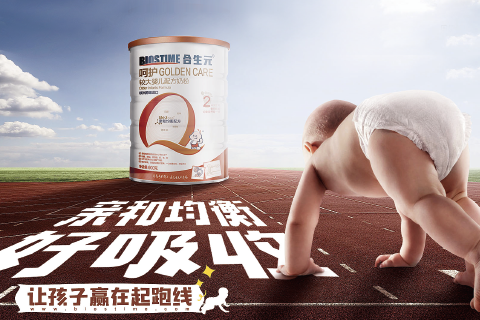 BIOSTIME 合生元
呵护 GOLDEN CARE
较大婴儿配方奶粉
2
亲和均衡
好吸收
让孩子赢在起跑线
www.biostime.com